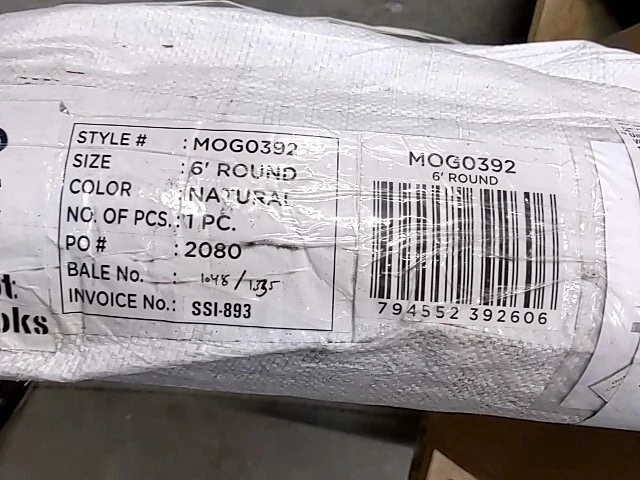 STYLE # : MOG0392
SIZE : 6' ROUND
COLOR : NATURAL
NO. OF PCS. : 1 PC.
PO # : 2080
BALE No. : 1048 / 1335
INVOICE No.: SSI-893
MOG0392
6' ROUND
794552 392606